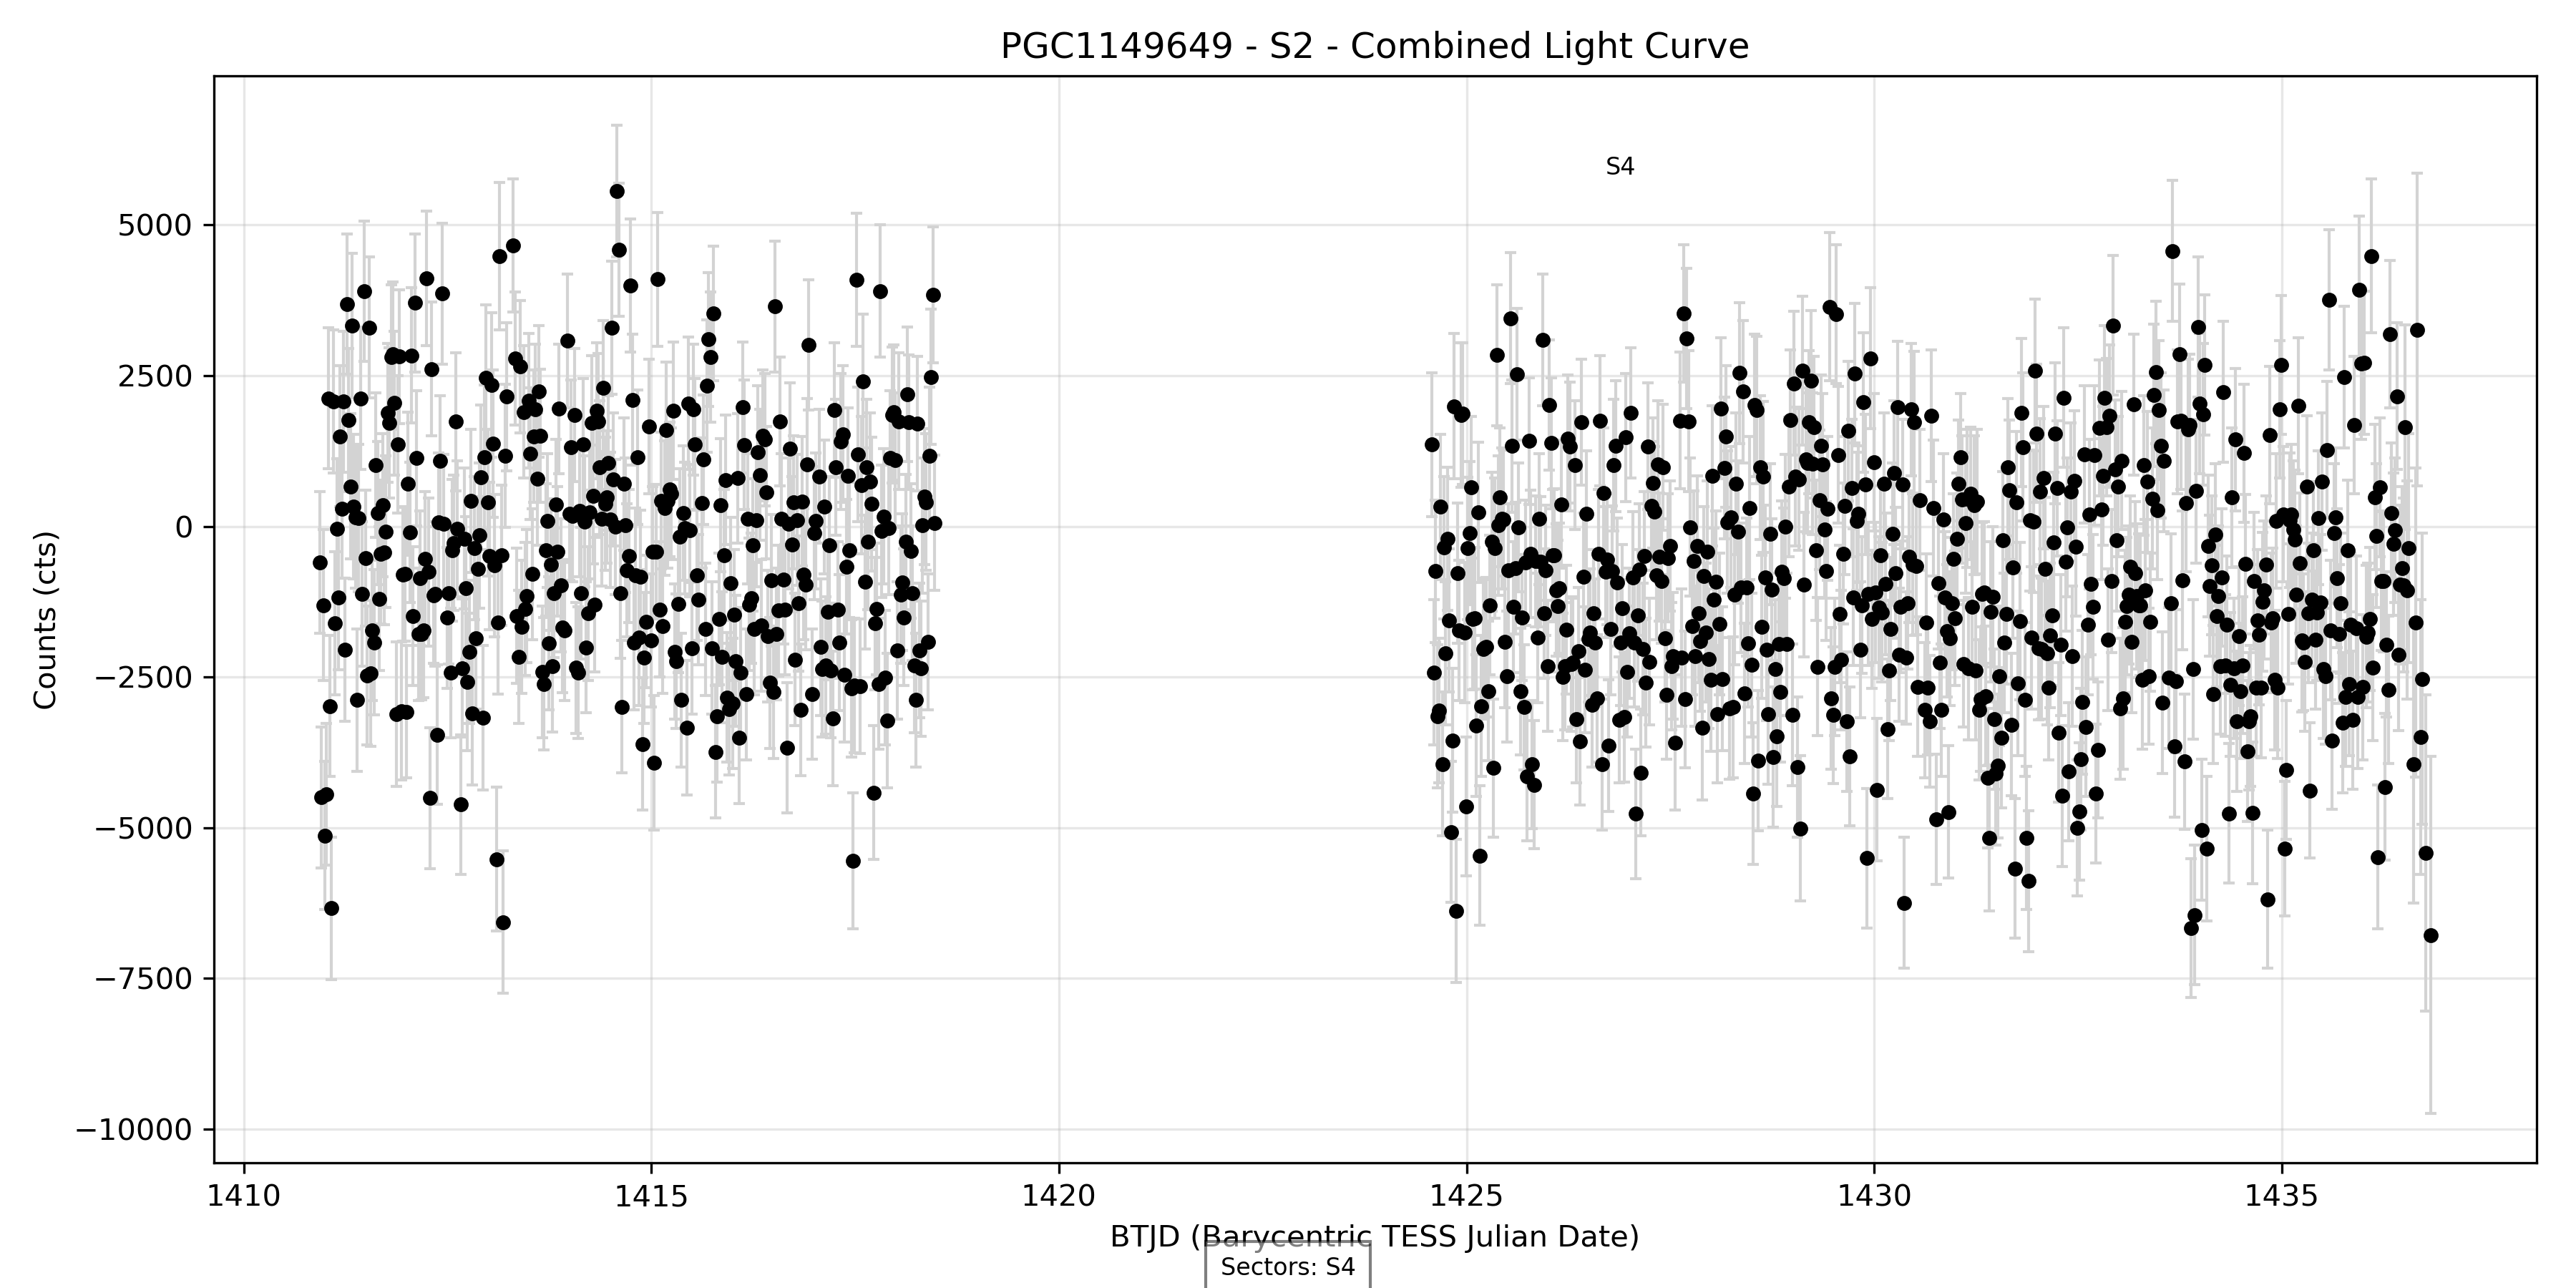 PGC1149649 - S2 - Combined Light Curve
S4
5000
2500
0
−2500
−5000
−7500
−10000
Counts (cts)
1410 1415 1420 1425 1430 1435
BTJD (Barycentric TESS Julian Date)
Sectors: S4